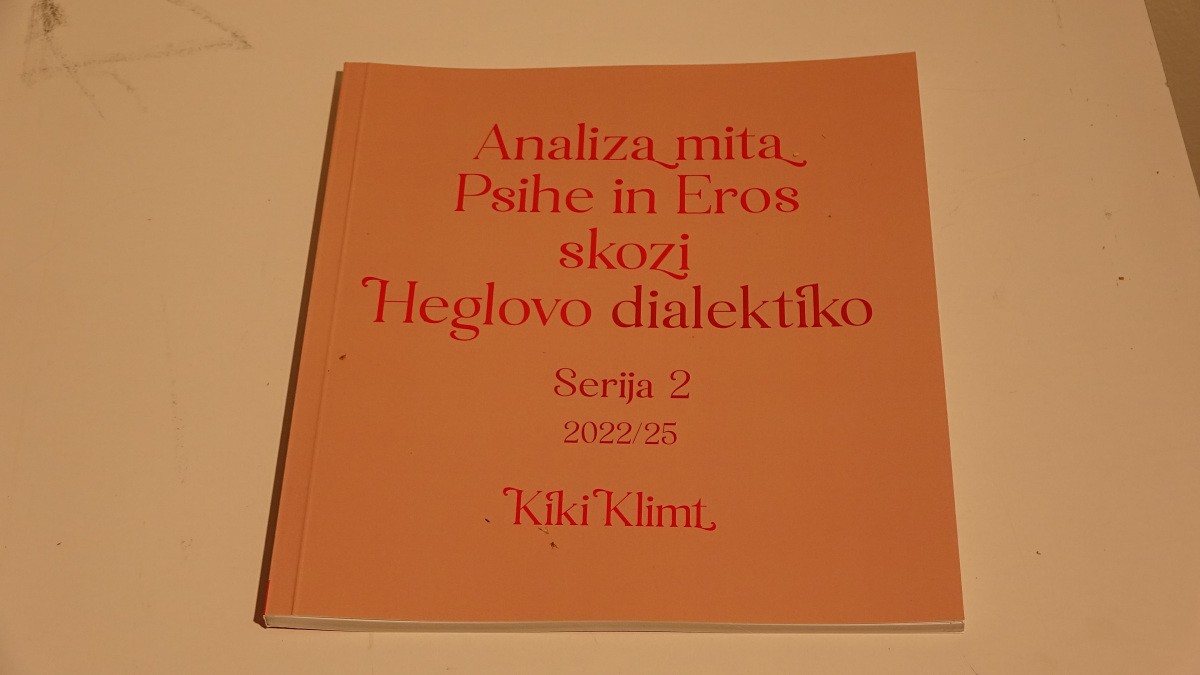 Analiza mita
Psihe in Eros
skozi
Heglovo dialektiko
Serija 2
2022/25
Kiki Klimt